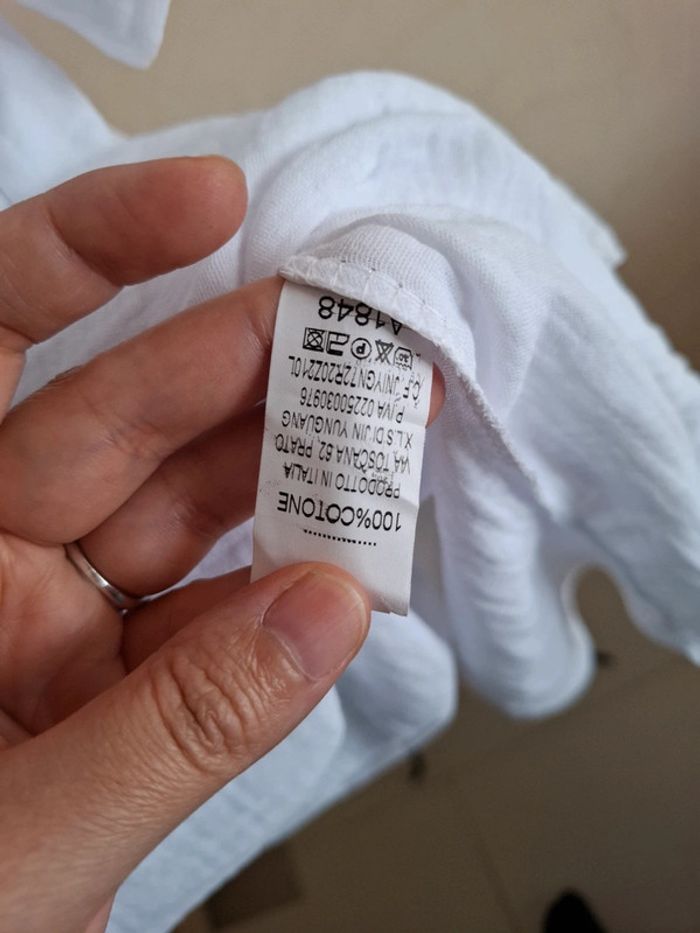 100%COTONE
PRODOTTO IN ITALIA
VIA TOSCANA 52, PRATO
X.L.S DI JIN YUNGUANG
P.IVA 02250030976
P
A1848